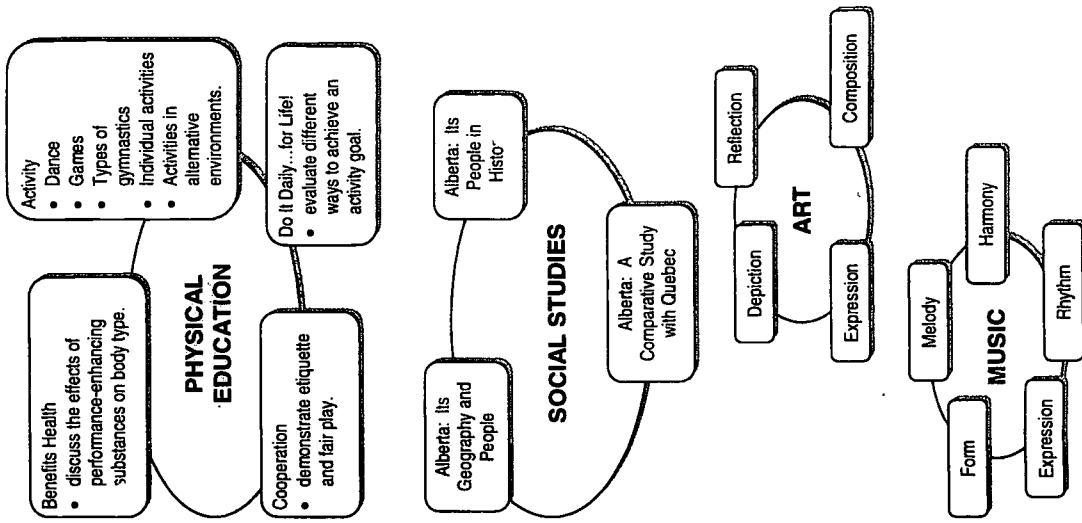 Benefits Health
• discuss the effects of
performance-enhancing
substances on body type.
Activity
• Dance
• Games
• Types of
gymnastics
• Individual activities
• Activities in
alternative
environments.
PHYSICAL
EDUCATION
Cooperation
• demonstrate etiquette
and fair play.
Do It Daily...for Life!
• evaluate different
ways to achieve an
activity goal.
Alberta: Its
Geography and
People
Alberta: Its
People in
Histor
SOCIAL STUDIES
Alberta: A
Comparative Study
with Quebec
Depiction
Reflection
ART
Expression
Composition
Form
Melody
Harmony
MUSIC
Expression
Rhythm